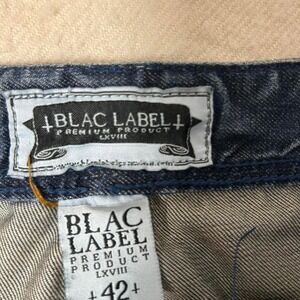 BLAC LABEL
PREMIUM PRODUCT
LXVIII
BLAC
LABEL
PREMIUM
PRODUCT
LXVIII
42